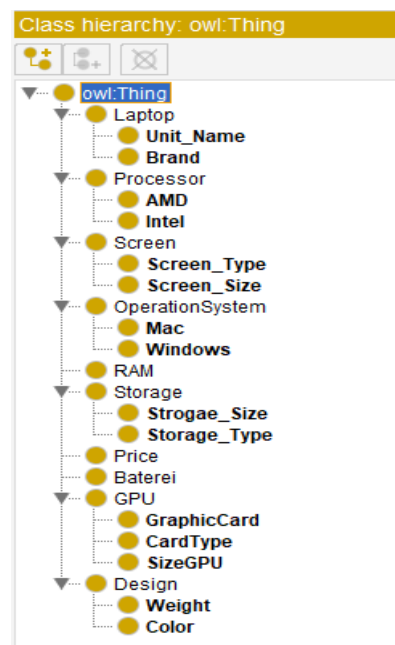 Class hierarchy: owl:Thing
owl:Thing
Laptop
Unit_Name
Brand
Processor
AMD
Intel
Screen
Screen_Type
Screen_Size
OperationSystem
Mac
Windows
RAM
Storage
Strogae_Size
Storage_Type
Price
Baterei
GPU
GraphicCard
CardType
SizeGPU
Design
Weight
Color